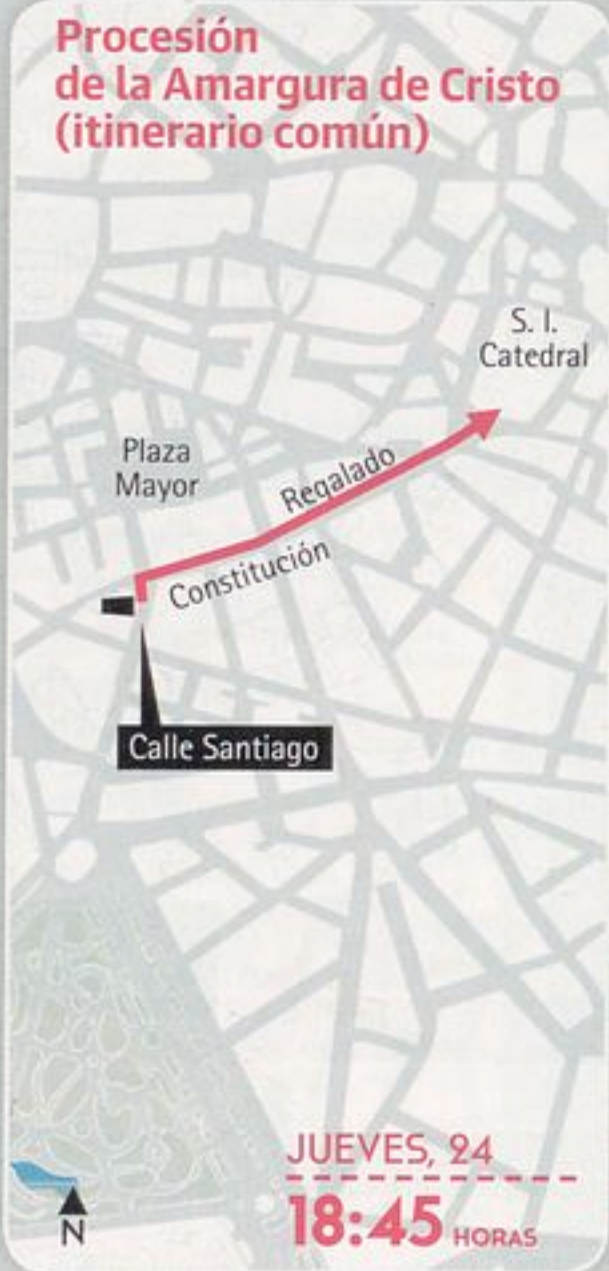 Procesión
de la Amargura de Cristo
(itinerario común)
S. I.
Catedral
Plaza
Mayor
Regalado
Constitución
Calle Santiago
JUEVES, 24
18:45 HORAS
N